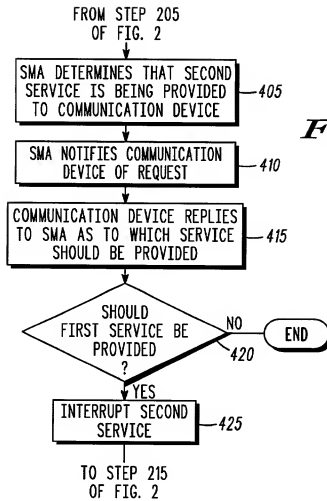 FROM STEP 205
OF FIG. 2
SMA DETERMINES THAT SECOND
SERVICE IS BEING PROVIDED
TO COMMUNICATION DEVICE
405
F
SMA NOTIFIES COMMUNICATION
DEVICE OF REQUEST
410
COMMUNICATION DEVICE REPLIES
TO SMA AS TO WHICH SERVICE
SHOULD BE PROVIDED
415
SHOULD
FIRST SERVICE BE
PROVIDED
?
NO
END
420
YES
INTERRUPT SECOND
SERVICE
425
TO STEP 215
OF FIG. 2